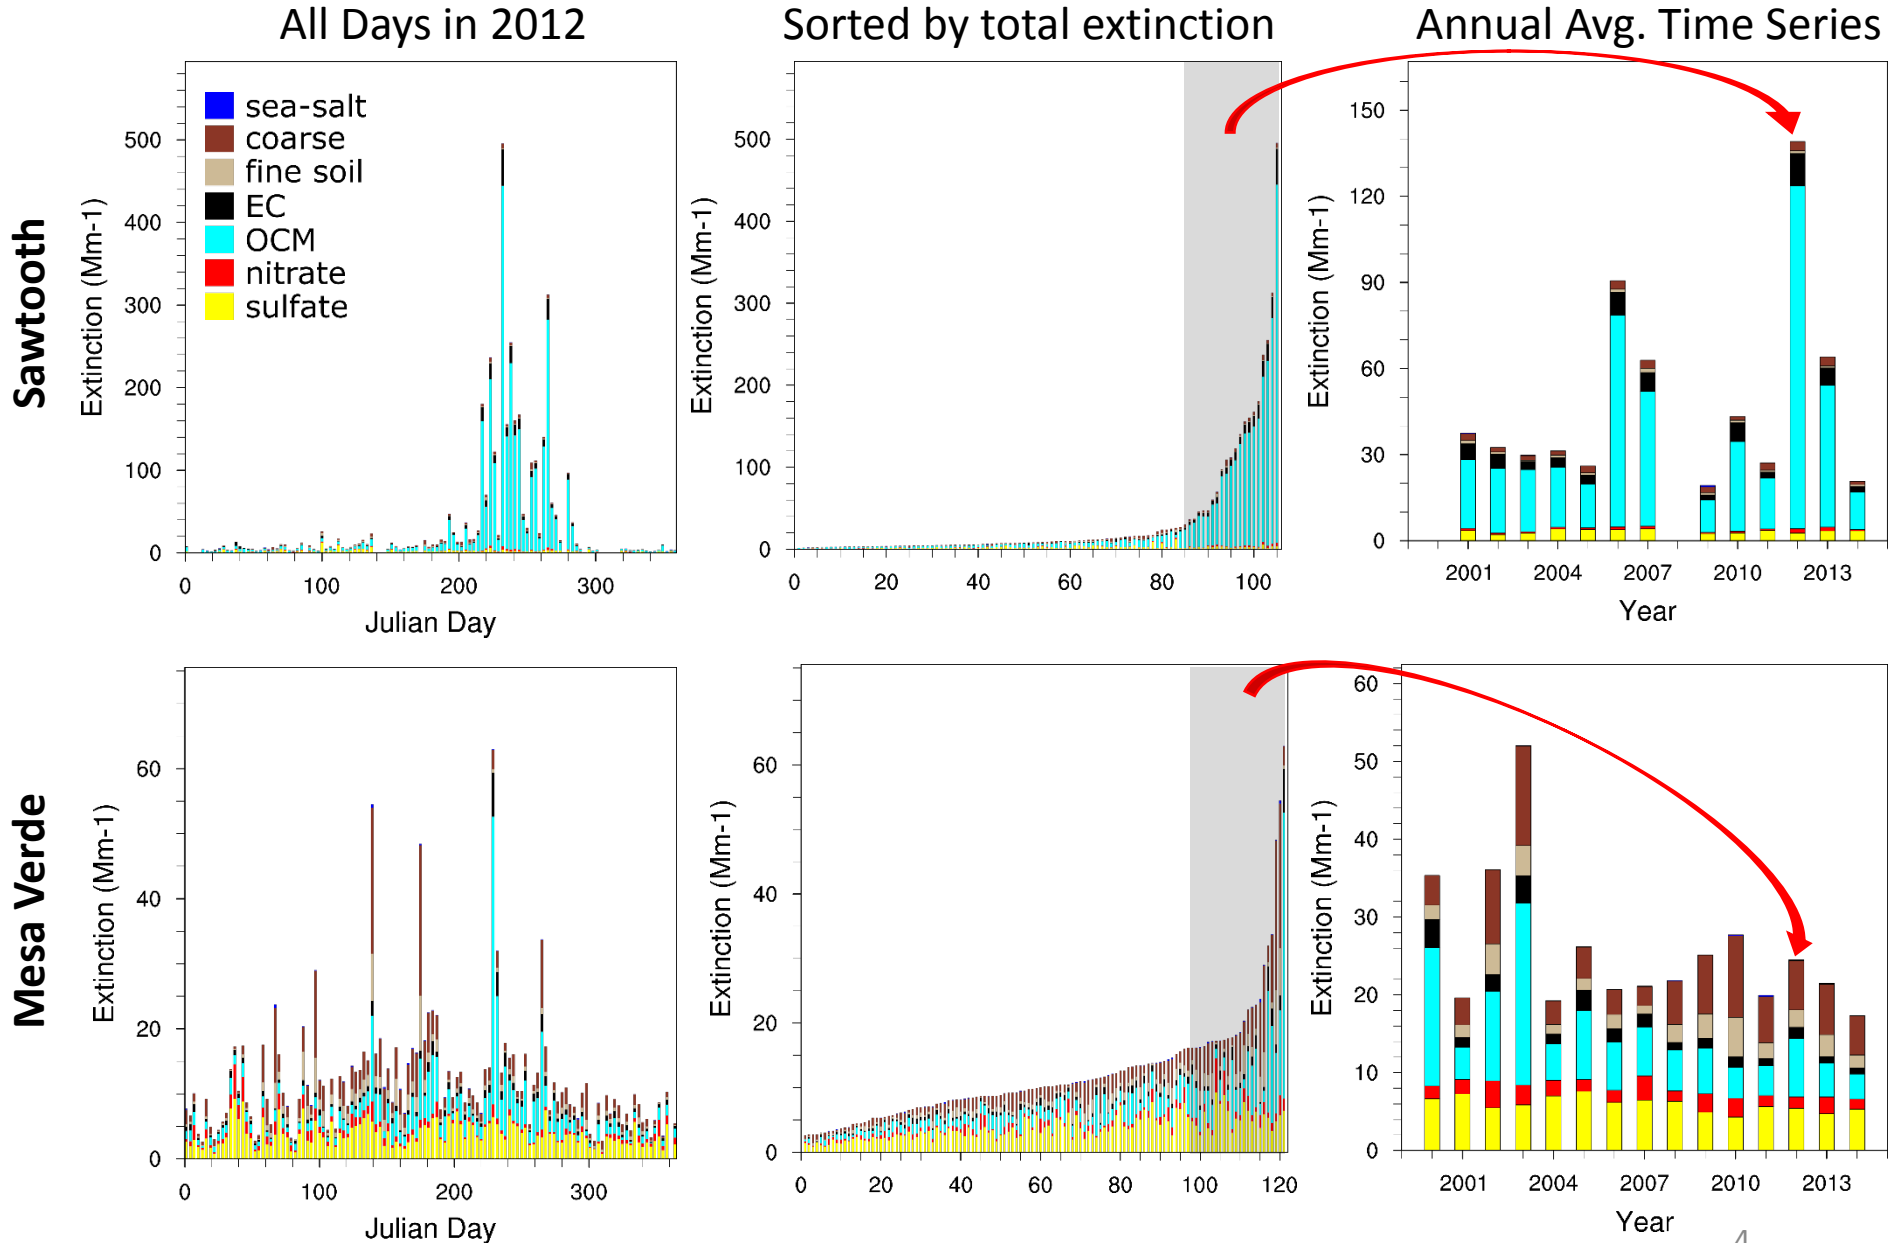 All Days in 2012
Sorted by total extinction
Annual Avg. Time Series
Sawtooth
Extinction (Mm-1)
500
400
300
200
100
0
sea-salt
coarse
fine soil
EC
OCM
nitrate
sulfate
0 100 200 300
Julian Day
Extinction (Mm-1)
500
400
300
200
100
0
0 20 40 60 80 100
Extinction (Mm-1)
150
120
90
60
30
0
2001 2004 2007 2010 2013
Year
Mesa Verde
Extinction (Mm-1)
60
40
20
0
0 100 200 300
Julian Day
Extinction (Mm-1)
60
40
20
0
0 20 40 60 80 100 120
Extinction (Mm-1)
60
50
40
30
20
10
0
2001 2004 2007 2010 2013
Year
4